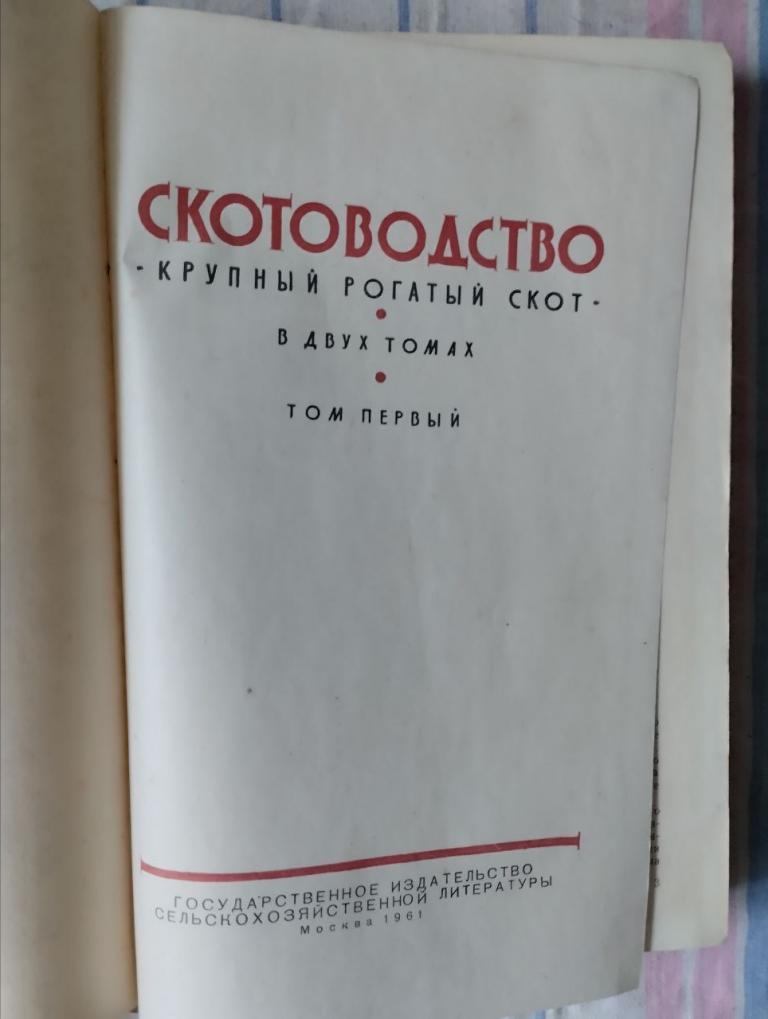 СКОТОВОДСТВО
- КРУПНЫЙ РОГАТЫЙ СКОТ -
•
В ДВУХ ТОМАХ
•
ТОМ ПЕРВЫЙ
ГОСУДАРСТВЕННОЕ ИЗДАТЕЛЬСТВО
СЕЛЬСКОХОЗЯЙСТВЕННОЙ ЛИТЕРАТУРЫ
Москва 1961